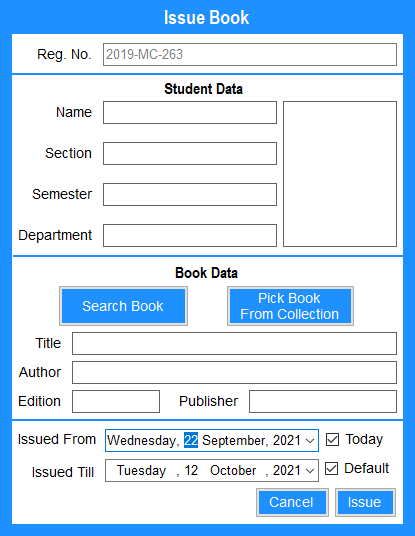 Issue Book
Reg. No. 2019-MC-263
Student Data
Name
Section
Semester
Department
Book Data
Search Book
Pick Book
From Collection
Title
Author
Edition Publisher
Issued From Wednesday, 22 September, 2021 Today
Issued Till Tuesday , 12 October , 2021 Default
Cancel Issue